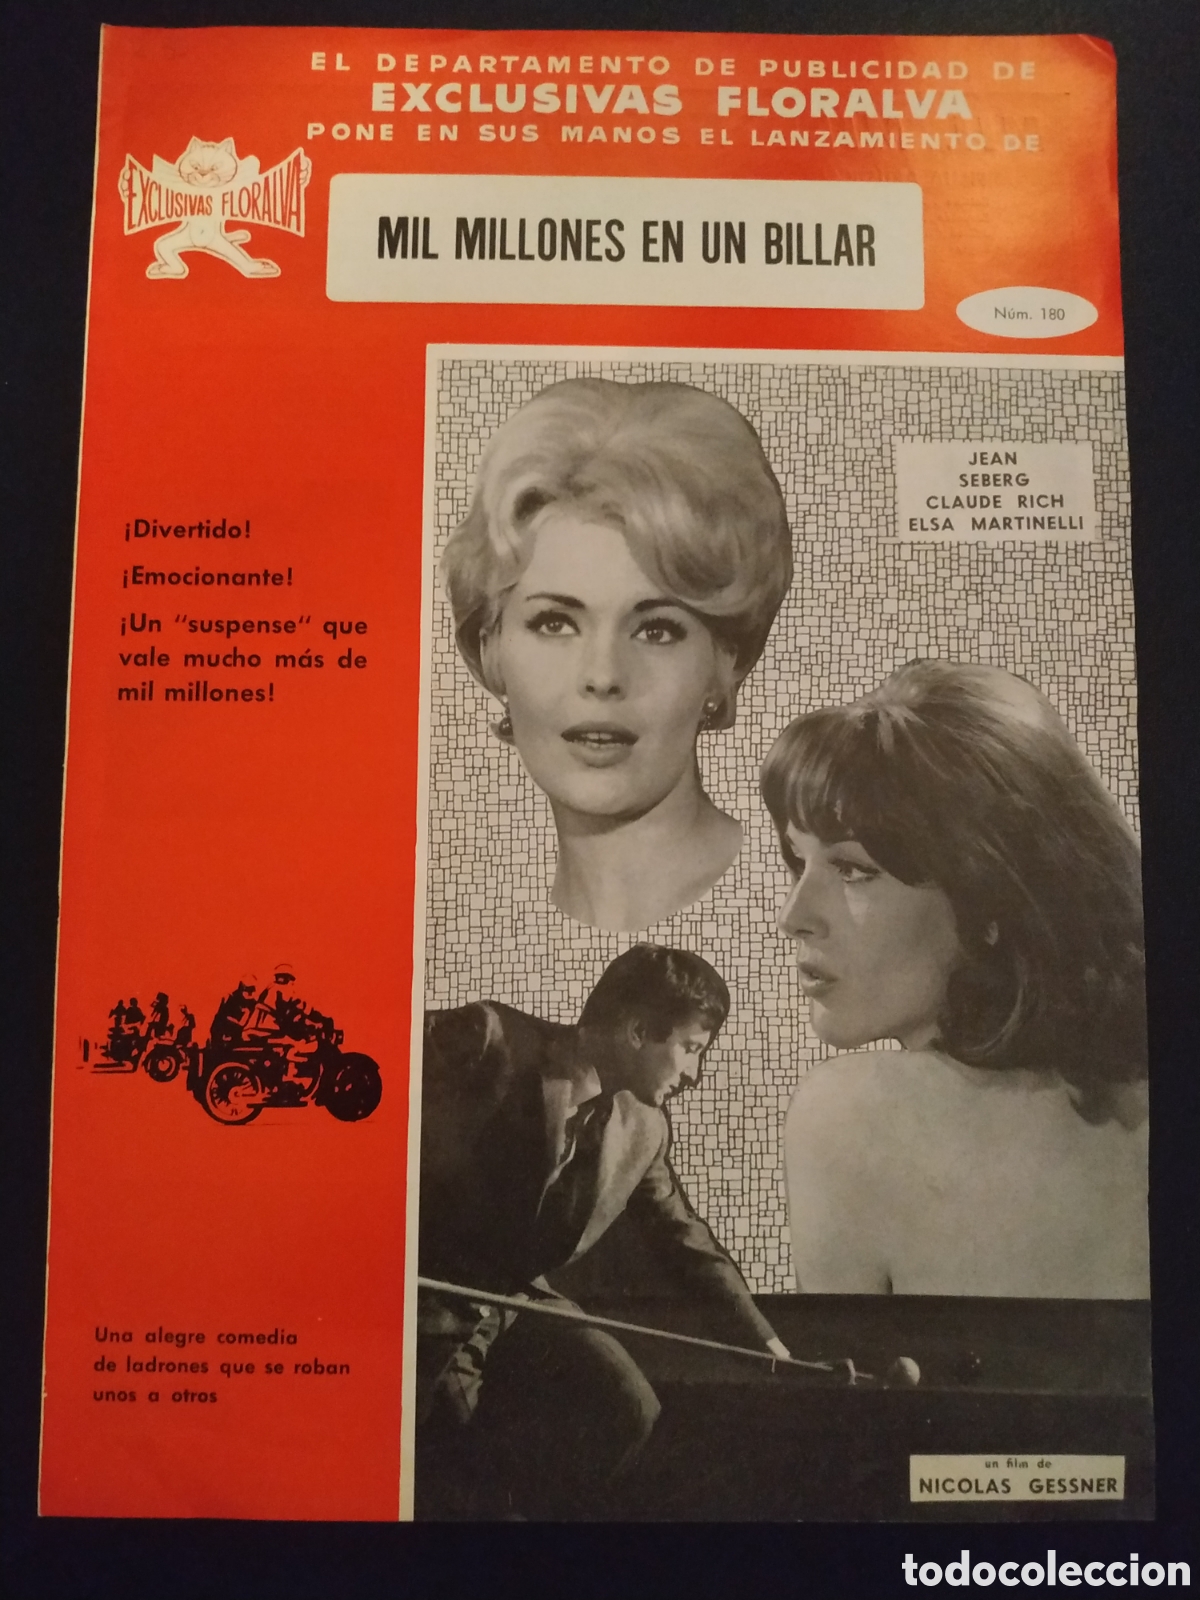 EL DEPARTAMENTO DE PUBLICIDAD DE
EXCLUSIVAS FLORALVA
PONE EN SUS MANOS EL LANZAMIENTO DE
EXCLUSIVAS FLORALVA
MIL MILLONES EN UN BILLAR
Núm. 180
JEAN
SEBERG
CLAUDE RICH
ELSA MARTINELLI
¡Divertido!
¡Emocionante!
¡Un "suspense" que
vale mucho más de
mil millones!
Una alegre comedia
de ladrones que se roban
unos a otros
un film de
NICOLAS GESSNER
todocoleccion